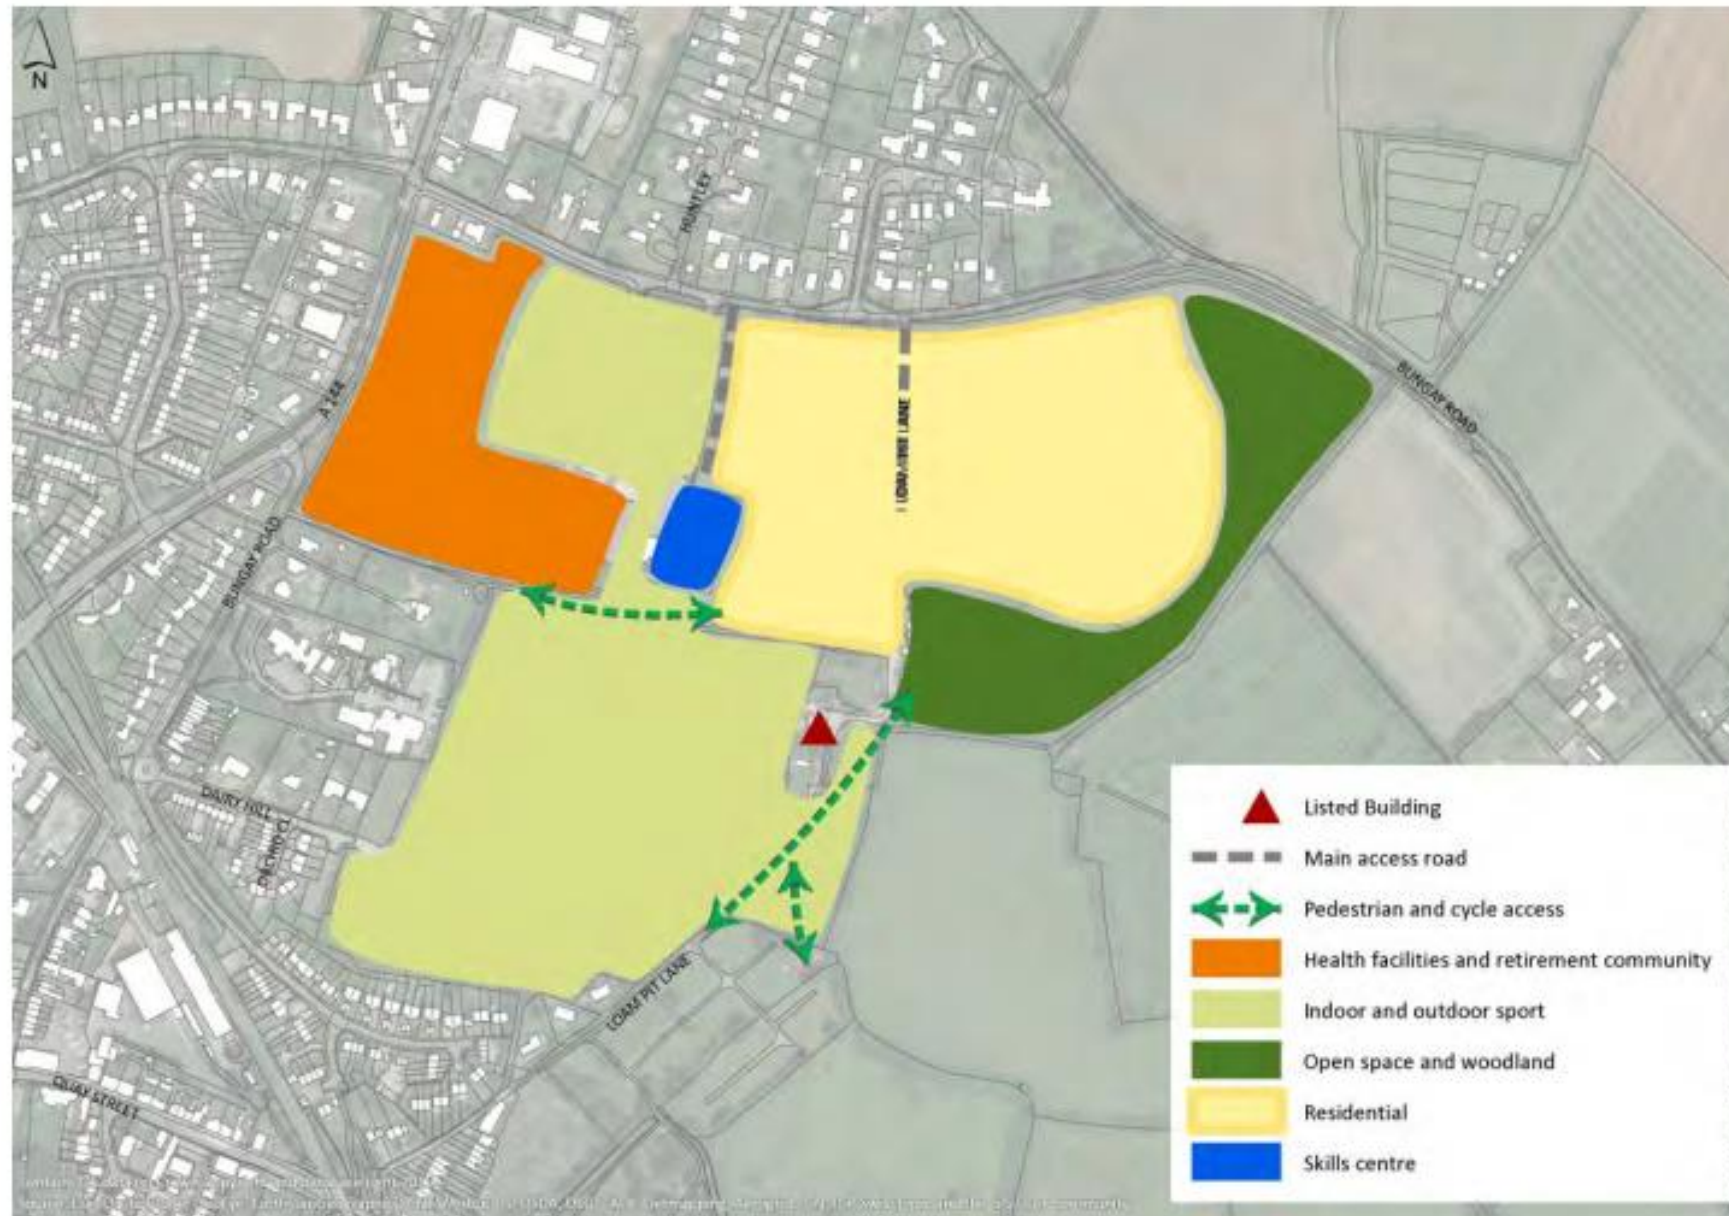 N
HUNTLEY
A 144
BUNGAY ROAD
BUNGAY ROAD
LANE
DAIRY HILL
LOAM PIT LANE
QUAY STREET
Listed Building
Main access road
Pedestrian and cycle access
Health facilities and retirement community
Indoor and outdoor sport
Open space and woodland
Residential
Skills centre